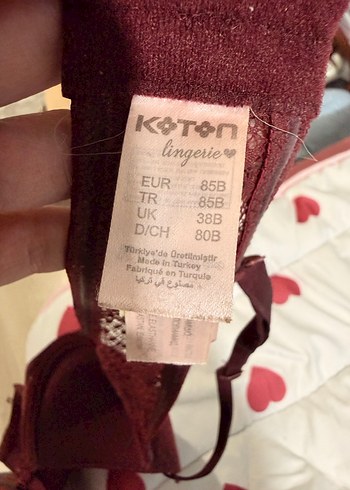 KOTON
lingerie
EUR 85B
TR 85B
UK 38B
D/CH 80B
Türkiye'de Üretilmiştir
Made in Turkey
Fabriqué en Turquie
مصنوع في تركيا